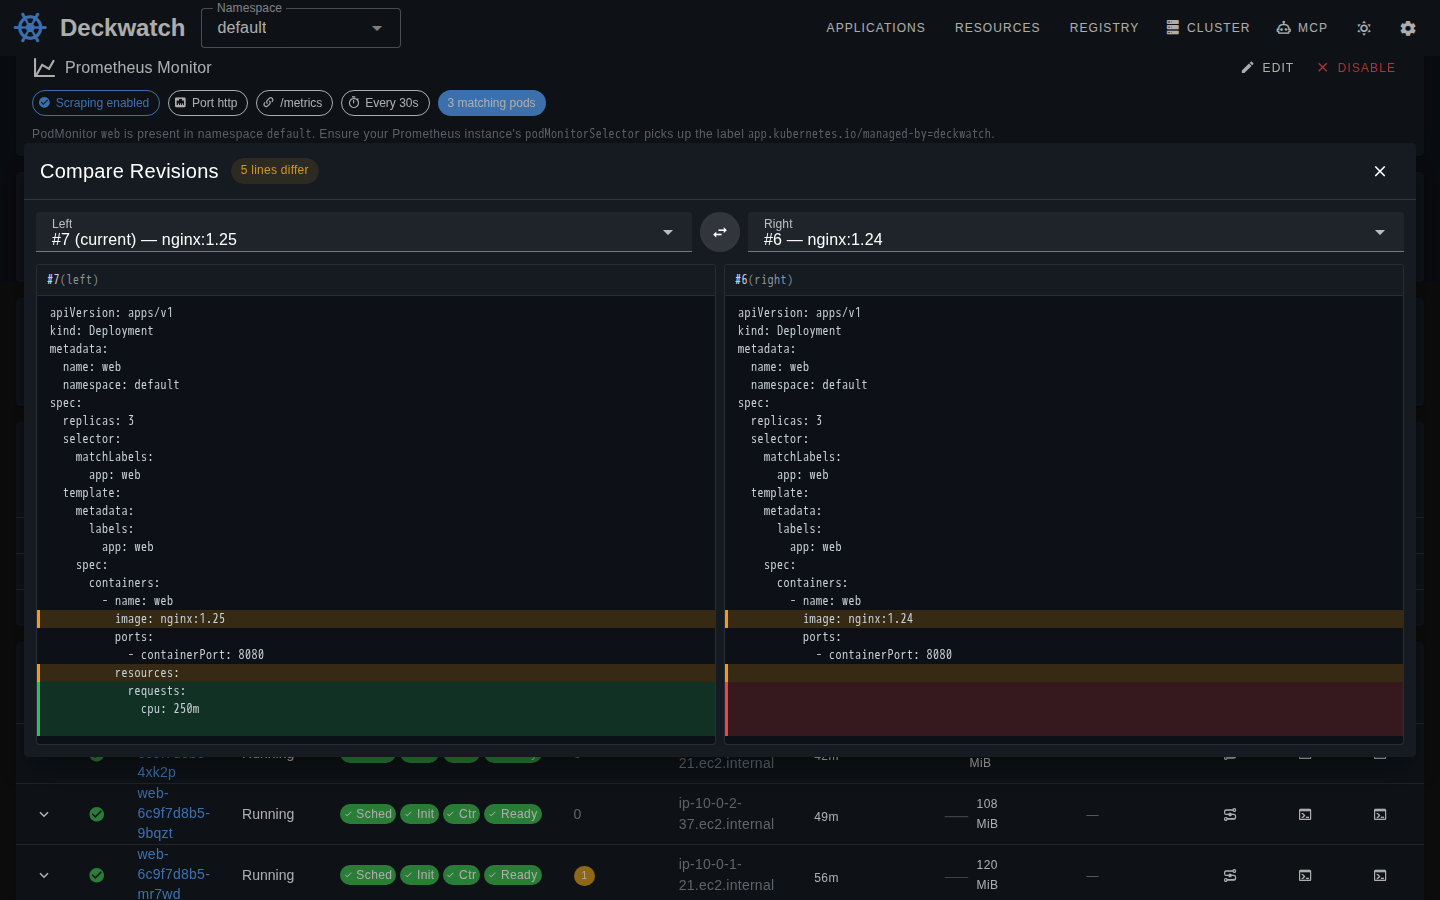 Deckwatch
Namespace
default
APPLICATIONS
RESOURCES
REGISTRY
CLUSTER
MCP
Prometheus Monitor
EDIT
DISABLE
Scraping enabled
Port http
/metrics
Every 30s
3 matching pods
PodMonitor web is present in namespace default. Ensure your Prometheus instance's podMonitorSelector picks up the label app.kubernetes.io/managed-by=deckwatch.
Compare Revisions
5 lines differ
Left
#7 (current) — nginx:1.25
Right
#6 — nginx:1.24
#7(left)
apiVersion: apps/v1
kind: Deployment
metadata:
  name: web
  namespace: default
spec:
  replicas: 3
  selector:
    matchLabels:
      app: web
  template:
    metadata:
      labels:
        app: web
    spec:
      containers:
        - name: web
          image: nginx:1.25
          ports:
            - containerPort: 8080
          resources:
            requests:
              cpu: 250m
#6(right)
apiVersion: apps/v1
kind: Deployment
metadata:
  name: web
  namespace: default
spec:
  replicas: 3
  selector:
    matchLabels:
      app: web
  template:
    metadata:
      labels:
        app: web
    spec:
      containers:
        - name: web
          image: nginx:1.24
          ports:
            - containerPort: 8080
4xk2p
Running
Ready
21.ec2.internal
42m
MiB
web-
6c9f7d8b5-
9bqzt
Running
Sched
Init
Ctr
Ready
0
ip-10-0-2-
37.ec2.internal
49m
108
MiB
—
web-
6c9f7d8b5-
mr7wd
Running
Sched
Init
Ctr
Ready
1
ip-10-0-1-
21.ec2.internal
56m
120
MiB
—